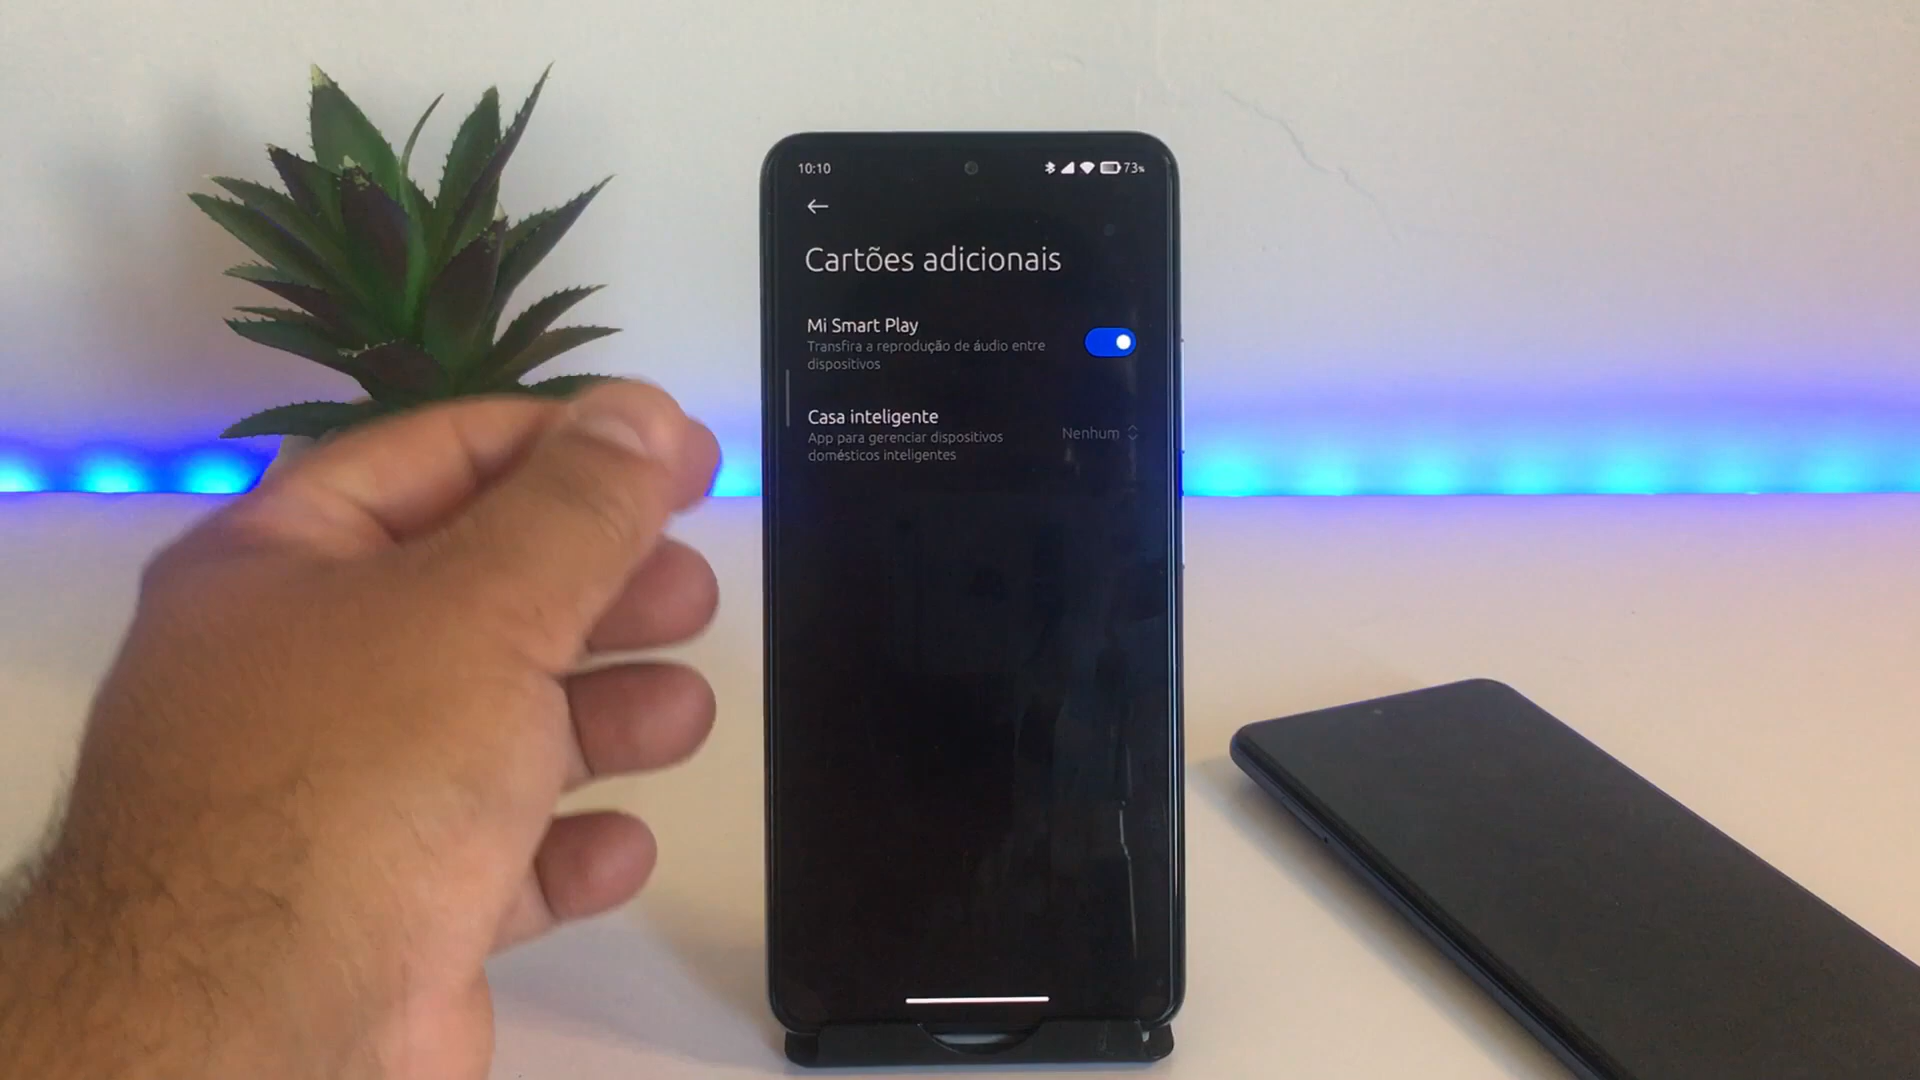 10:10
73%
Cartões adicionais
Mi Smart Play
Transfira a reprodução de áudio entre
dispositivos
Casa inteligente
App para gerenciar dispositivos
domésticos inteligentes
Nenhum